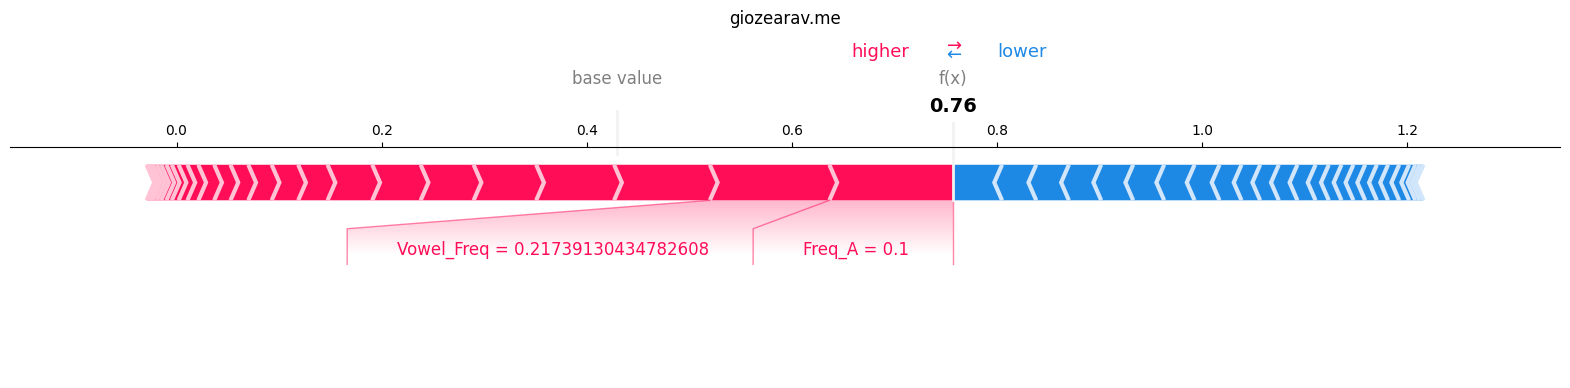 giozearav.me
higher ⇄ lower
base value f(x)
0.76
0.0 0.2 0.4 0.6 0.8 1.0 1.2
Vowel_Freq = 0.21739130434782608 Freq_A = 0.1